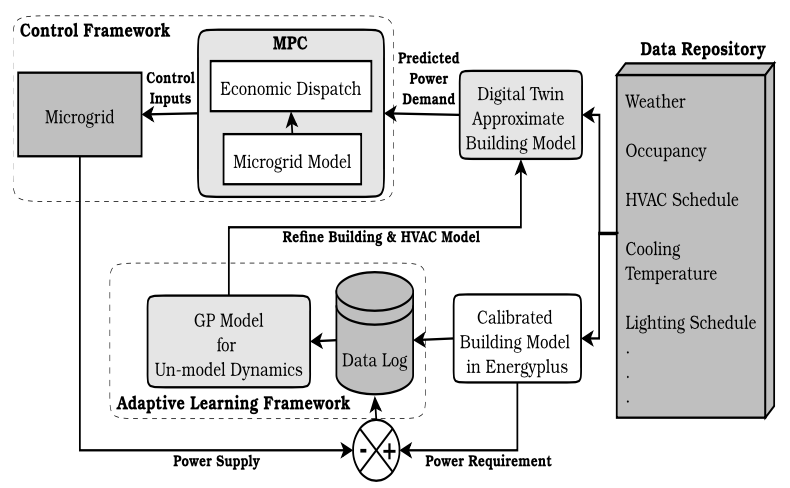 Control Framework
MPC
Economic Dispatch
Microgrid Model
Control
Inputs
Microgrid
Predicted
Power
Demand
Digital Twin
Approximate
Building Model
Data Repository
Weather
Occupancy
HVAC Schedule
Cooling
Temperature
Lighting Schedule
.
.
.
Refine Building & HVAC Model
GP Model
for
Un-model Dynamics
Data Log
Calibrated
Building Model
in Energyplus
Adaptive Learning Framework
- +
Power Supply
Power Requirement